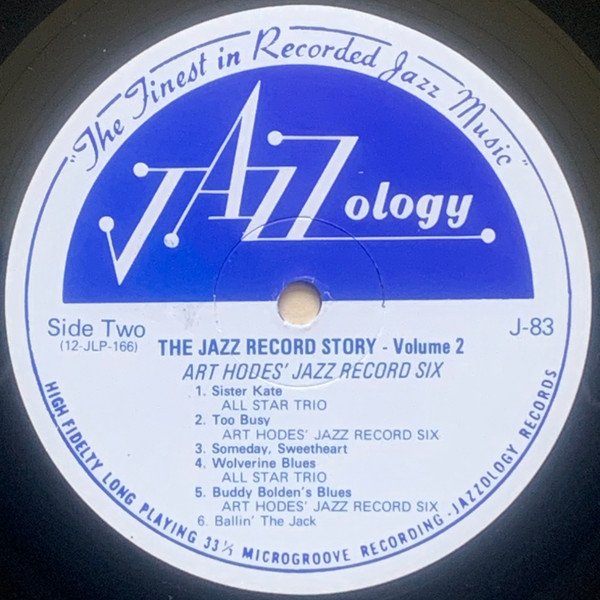 "The Finest in Recorded Jazz Music"
JAZZology
Side Two
J-83
(12-JLP-166)
THE JAZZ RECORD STORY - Volume 2
ART HODES' JAZZ RECORD SIX
1. Sister Kate
ALL STAR TRIO
2. Too Busy
ART HODES' JAZZ RECORD SIX
3. Someday, Sweetheart
4. Wolverine Blues
ALL STAR TRIO
5. Buddy Bolden's Blues
ART HODES' JAZZ RECORD SIX
6. Ballin' The Jack
HIGH FIDELTY LONG PLAYING 33⅓ MICROGROOVE RECORDING - JAZZOLOGY RECORDS